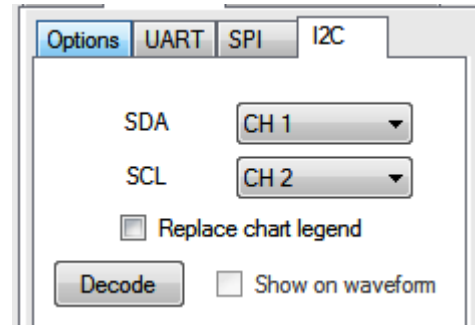 Options UART SPI I2C
SDA CH 1
SCL CH 2
Replace chart legend
Decode Show on waveform